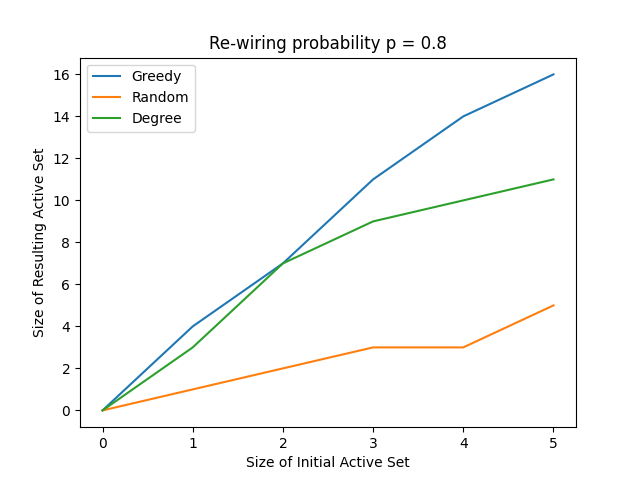 Re-wiring probability p = 0.8
Greedy
Random
Degree
Size of Resulting Active Set
16
14
12
10
8
6
4
2
0
0 1 2 3 4 5
Size of Initial Active Set